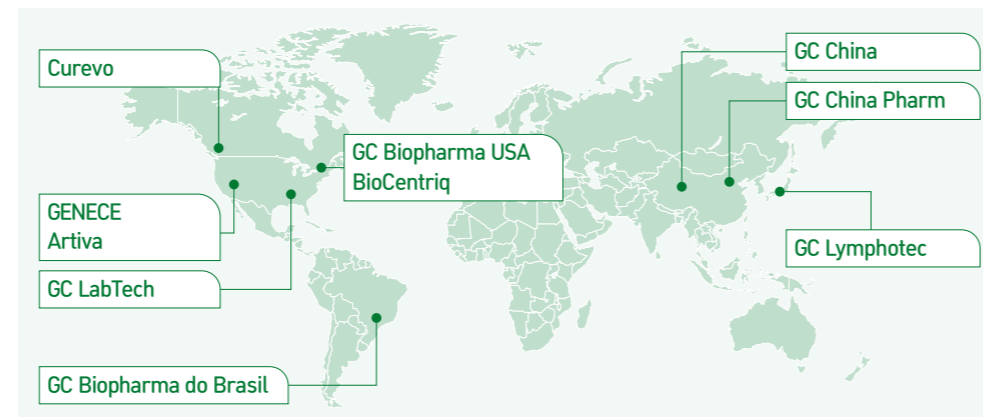 Curevo
GC Biopharma USA
BioCentriq
GENECE
Artiva
GC LabTech
GC Biopharma do Brasil
GC China
GC China Pharm
GC Lymphotec